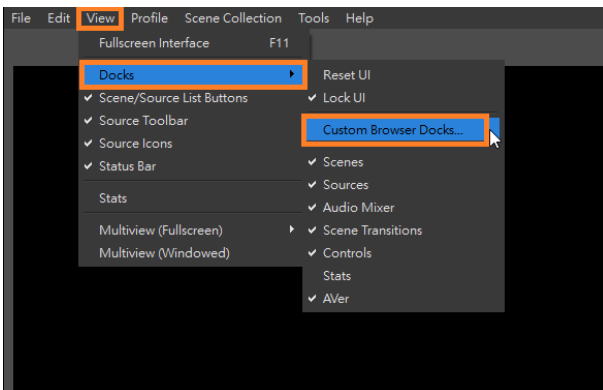 File Edit View Profile Scene Collection Tools Help
Fullscreen Interface F11
Docks
Scene/Source List Buttons
Source Toolbar
Source Icons
Status Bar
Stats
Multiview (Fullscreen)
Multiview (Windowed)
Reset UI
Lock UI
Custom Browser Docks...
Scenes
Sources
Audio Mixer
Scene Transitions
Controls
Stats
AVer